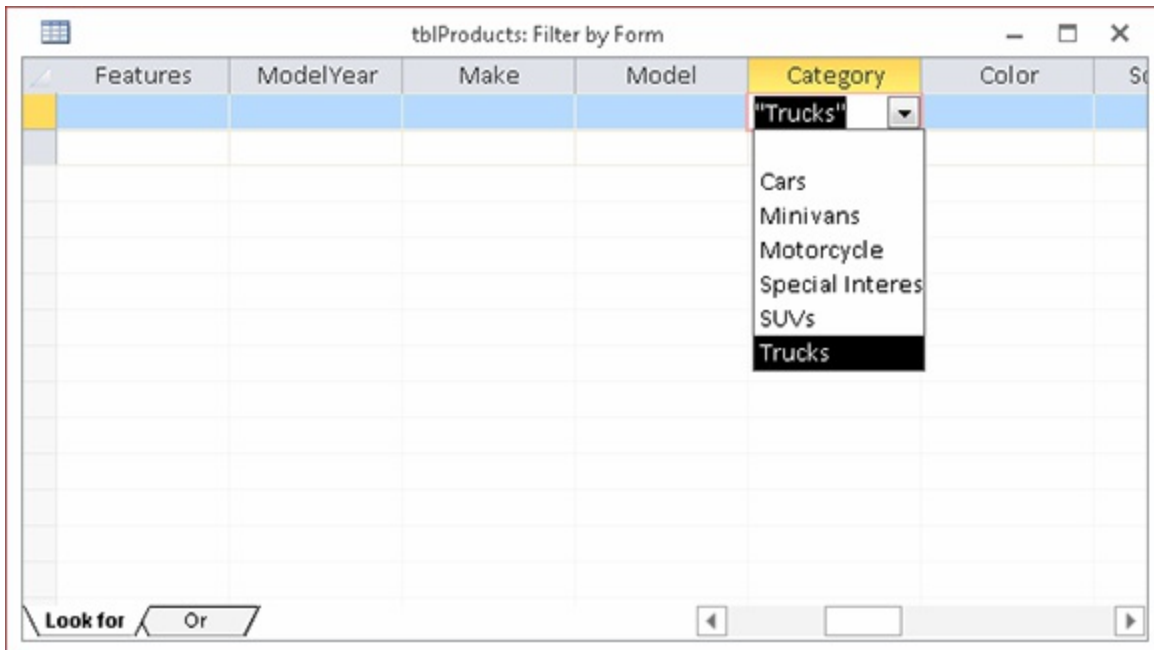 tblProducts: Filter by Form
Features ModelYear Make Model Category Color
"Trucks"
Cars
Minivans
Motorcycle
Special Interes
SUVs
Trucks
Look for Or